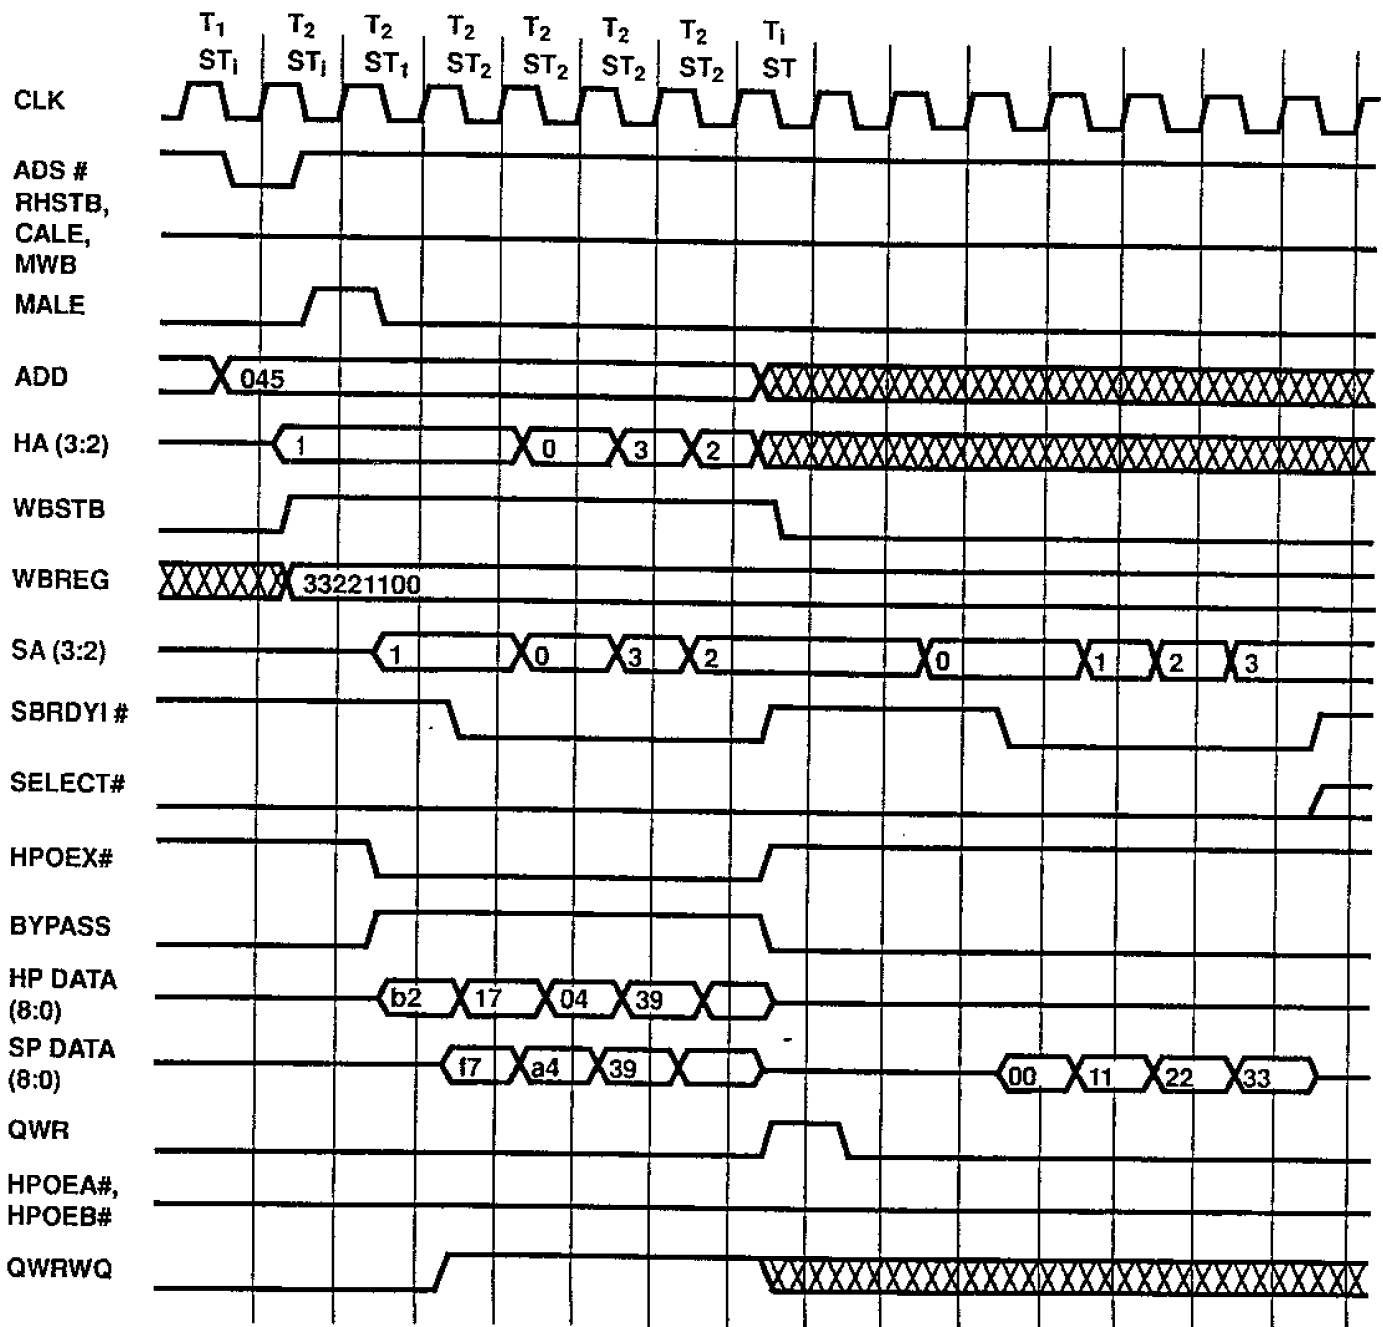 T1 T2 T2 T2 T2 T2 T2 Ti
STi STi ST1 ST2 ST2 ST2 ST2 ST
CLK
ADS #
RHSTB,
CALE,
MWB
MALE
ADD 045
HA (3:2) 1 0 3 2
WBSTB
WBREG 33221100
SA (3:2) 1 0 3 2 0 1 2 3
SBRDYI #
SELECT#
HPOEX#
BYPASS
HP DATA
(8:0) b2 17 04 39
SP DATA
(8:0) f7 a4 39 00 11 22 33
QWR
HPOEA#,
HPOEB#
QWRWQ